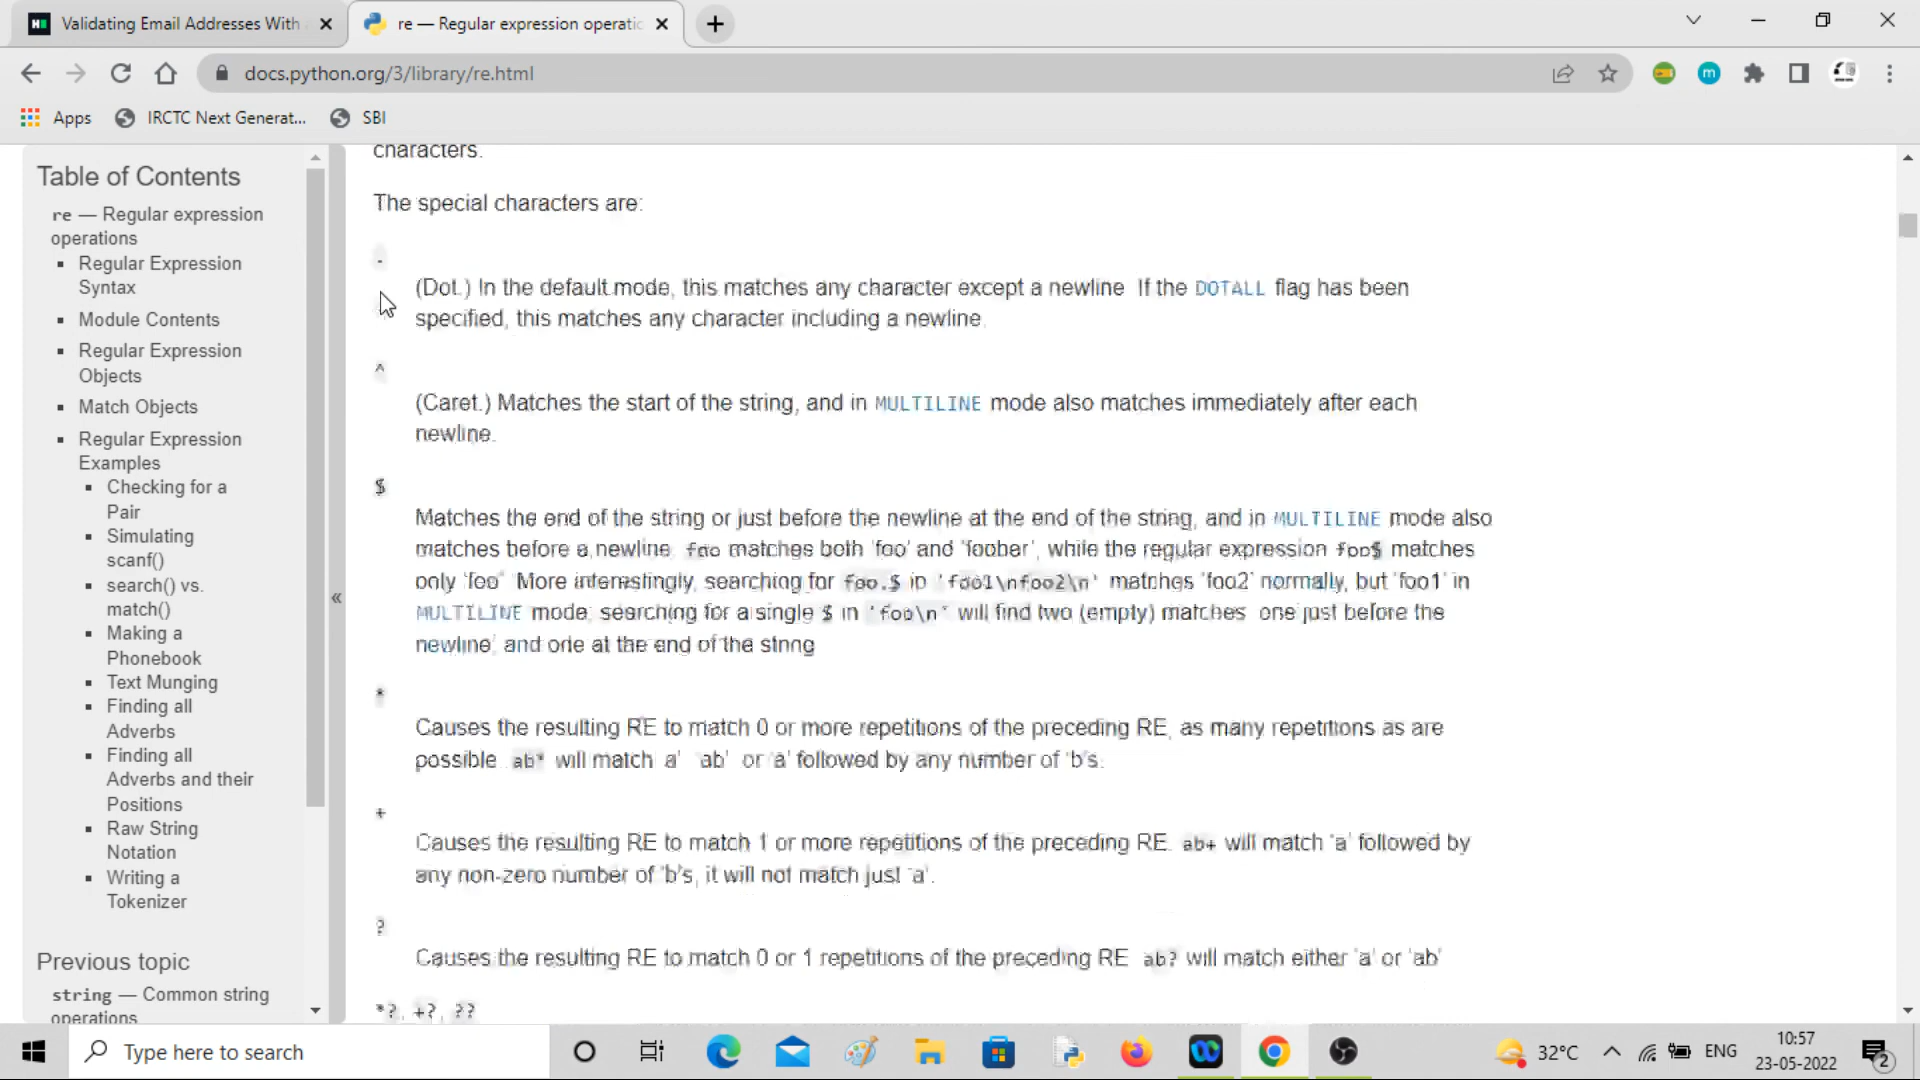 Validating Email Addresses With
re — Regular expression operatic
docs.python.org/3/library/re.html
m
Apps
IRCTC Next Generat...
SBI
Table of Contents
re — Regular expression
operations
Regular Expression
Syntax
Module Contents
Regular Expression
Objects
Match Objects
Regular Expression
Examples
Checking for a
Pair
Simulating
scanf()
search() vs.
match()
Making a
Phonebook
Text Munging
Finding all
Adverbs
Finding all
Adverbs and their
Positions
Raw String
Notation
Writing a
Tokenizer
Previous topic
string — Common string
operations
«
characters.
The special characters are:
.
(Dot.) In the default mode, this matches any character except a newline. If the DOTALL flag has been
specified, this matches any character including a newline.
^
(Caret.) Matches the start of the string, and in MULTILINE mode also matches immediately after each
newline.
$
Matches the end of the string or just before the newline at the end of the string, and in MULTILINE mode also
matches before a newline. foo matches both 'foo' and 'foobar', while the regular expression foo$ matches
only 'foo'. More interestingly, searching for foo.$ in 'foo1\nfoo2\n' matches 'foo2' normally, but 'foo1' in
MULTILINE mode; searching for a single $ in 'foo\n' will find two (empty) matches: one just before the
newline, and one at the end of the string.
*
Causes the resulting RE to match 0 or more repetitions of the preceding RE, as many repetitions as are
possible. ab* will match 'a', 'ab', or 'a' followed by any number of 'b's.
+
Causes the resulting RE to match 1 or more repetitions of the preceding RE. ab+ will match 'a' followed by
any non-zero number of 'b's; it will not match just 'a'.
?
Causes the resulting RE to match 0 or 1 repetitions of the preceding RE. ab? will match either 'a' or 'ab'.
*?, +?, ??
Type here to search
32°C
ENG
10:57
23-05-2022
2